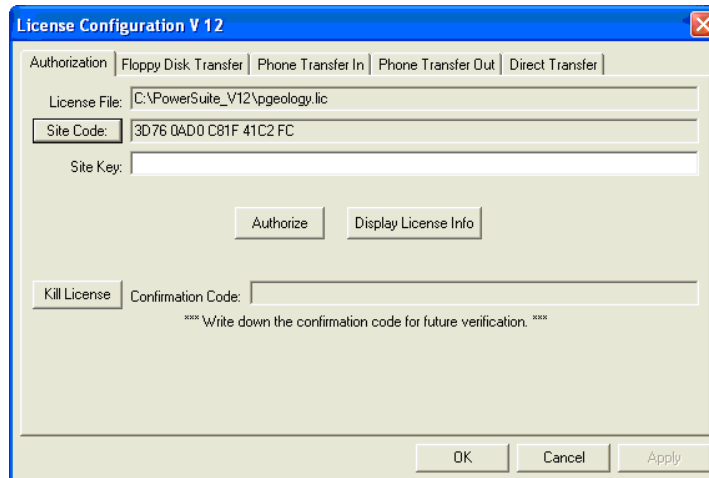 License Configuration V 12
Authorization Floppy Disk Transfer Phone Transfer In Phone Transfer Out Direct Transfer
License File: C:\PowerSuite_V12\pgeology.lic
Site Code: 3D76 0AD0 C81F 41C2 FC
Site Key:
Authorize Display License Info
Kill License Confirmation Code:
*** Write down the confirmation code for future verification. ***
OK Cancel Apply